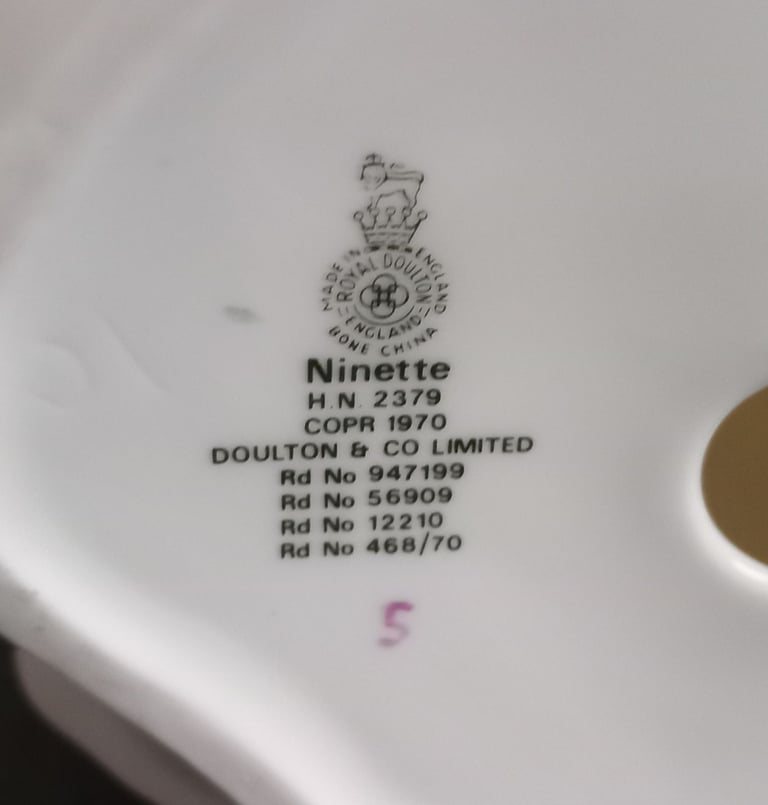 MADE IN ENGLAND
ROYAL DOULTON
ENGLAND
BONE CHINA
Ninette
H.N. 2379
COPR 1970
DOULTON & CO LIMITED
Rd No 947199
Rd No 56909
Rd No 12210
Rd No 468/70
5